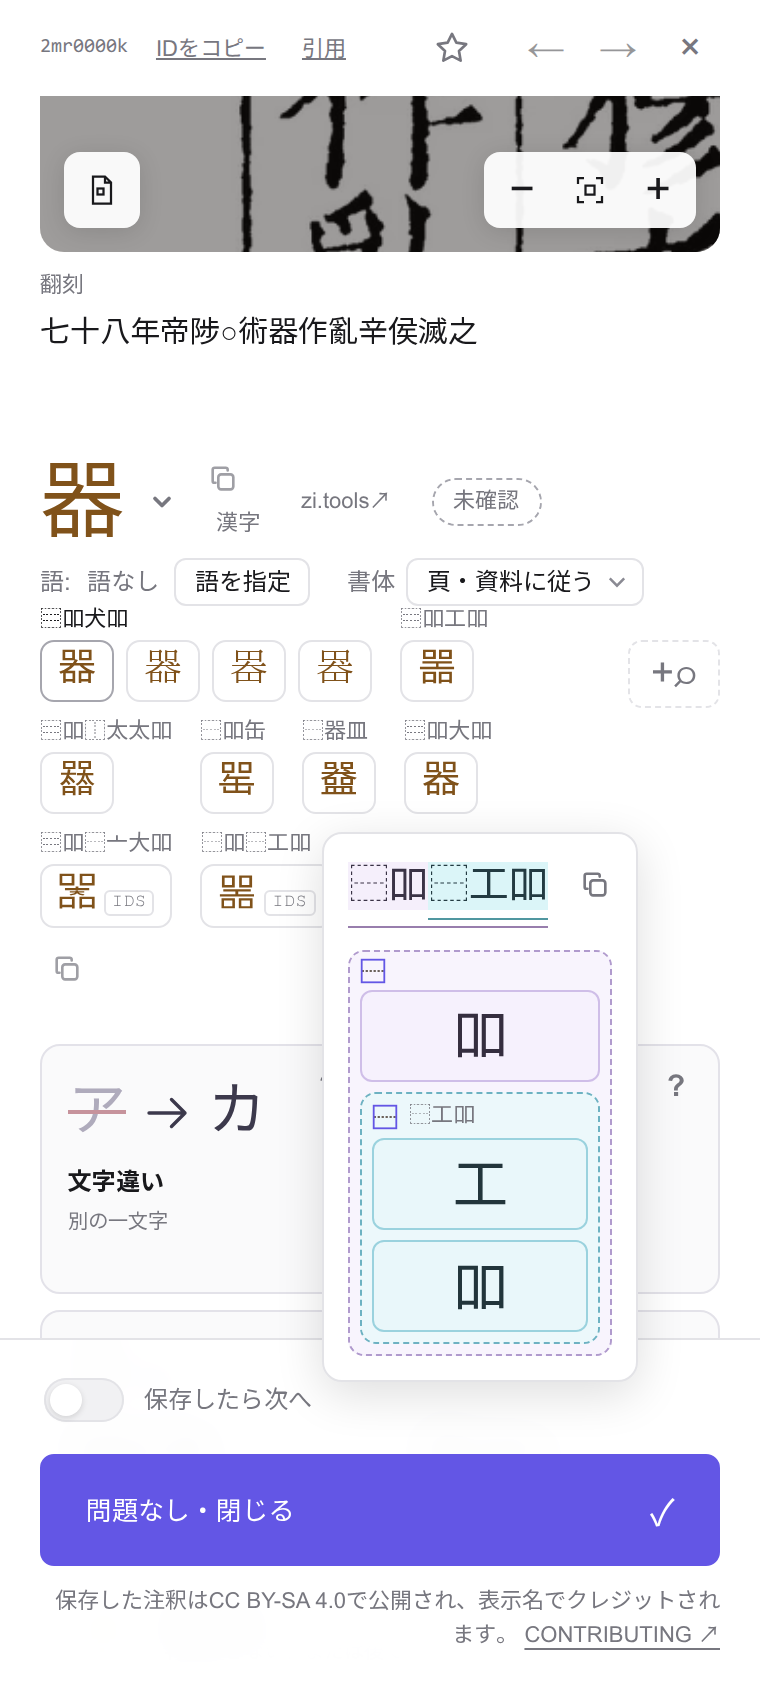 2mr0000k IDをコピー 引用
翻刻
七十八年帝陟○術器作亂辛侯滅之
器 漢字 zi.tools↗ 未確認
語: 語なし 語を指定 書体 頁・資料に従う
⿳吅犬吅 ⿳吅工吅
器 器 㗊 㗊 噐 +
⿳吅⿰太太吅 ⿱吅缶 ⿱器皿 ⿳吅大吅
器
⿳吅⿱亠大吅 ⿱吅⿱工吅
IDS 噐 IDS
⿱吅⿱工吅
⿱
吅
⿱ ⿱工吅
工
吅
ア → カ ?
文字違い
別の一文字
保存したら次へ
問題なし・閉じる ✓
保存した注釈はCC BY-SA 4.0で公開され、表示名でクレジットされ
ます。 CONTRIBUTING ↗